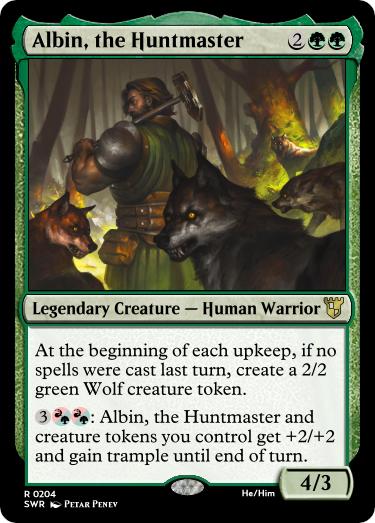 Albin, the Huntmaster 2
Legendary Creature — Human Warrior
At the beginning of each upkeep, if no
spells were cast last turn, create a 2/2
green Wolf creature token.
3: Albin, the Huntmaster and
creature tokens you control get +2/+2
and gain trample until end of turn.
4/3
R 0204
He/Him
SWR Petar Penev